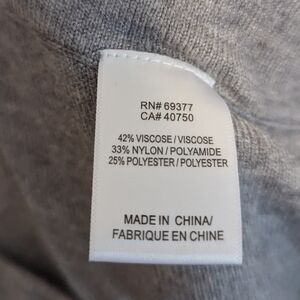 RN# 69377
CA# 40750
42% VISCOSE / VISCOSE
33% NYLON / POLYAMIDE
25% POLYESTER / POLYESTER
MADE IN CHINA/
FABRIQUE EN CHINE